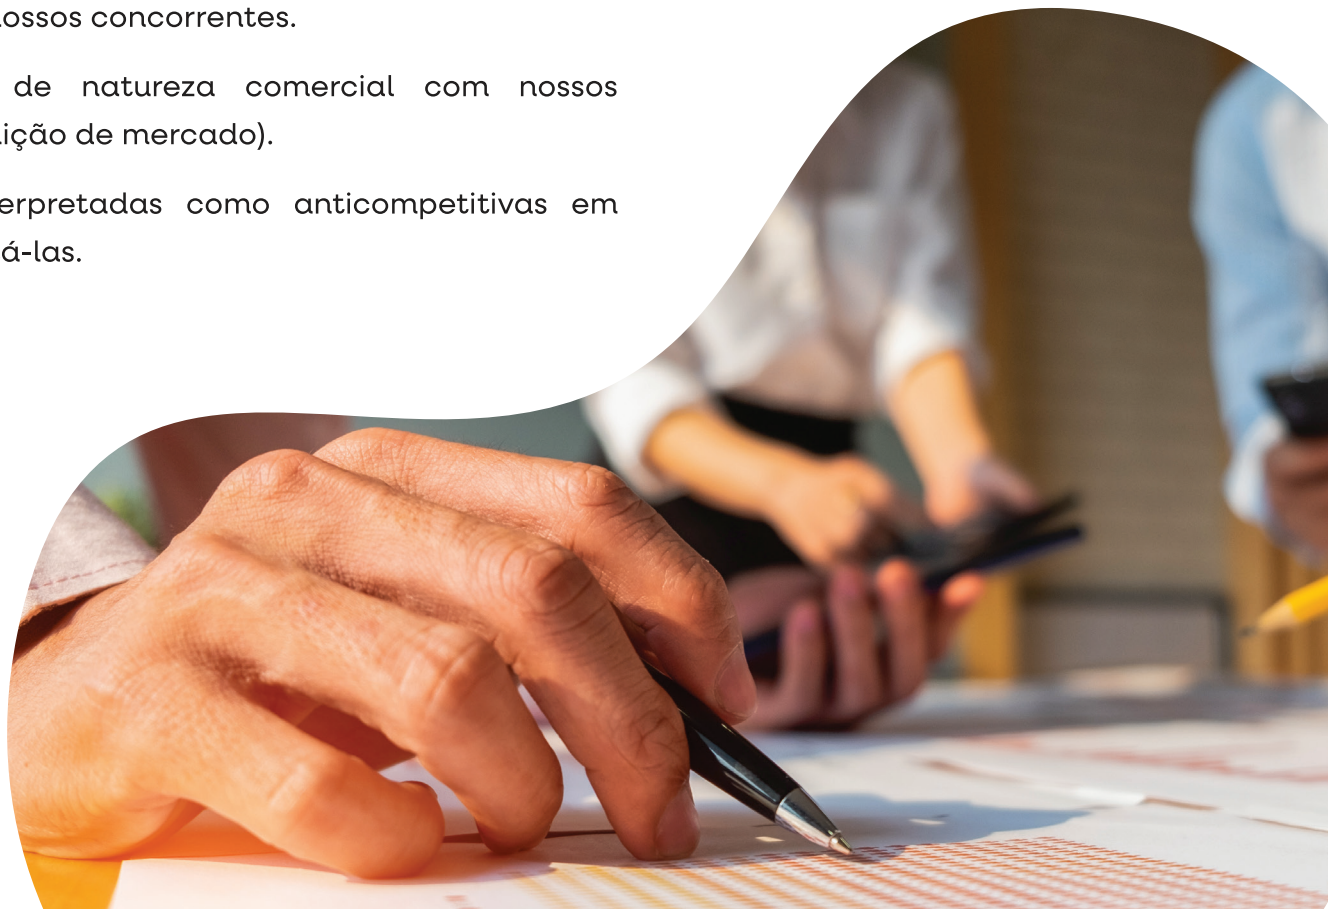 ossos concorrentes.
de natureza comercial com nossos
ição de mercado).
erpretadas como anticompetitivas em
á-las.